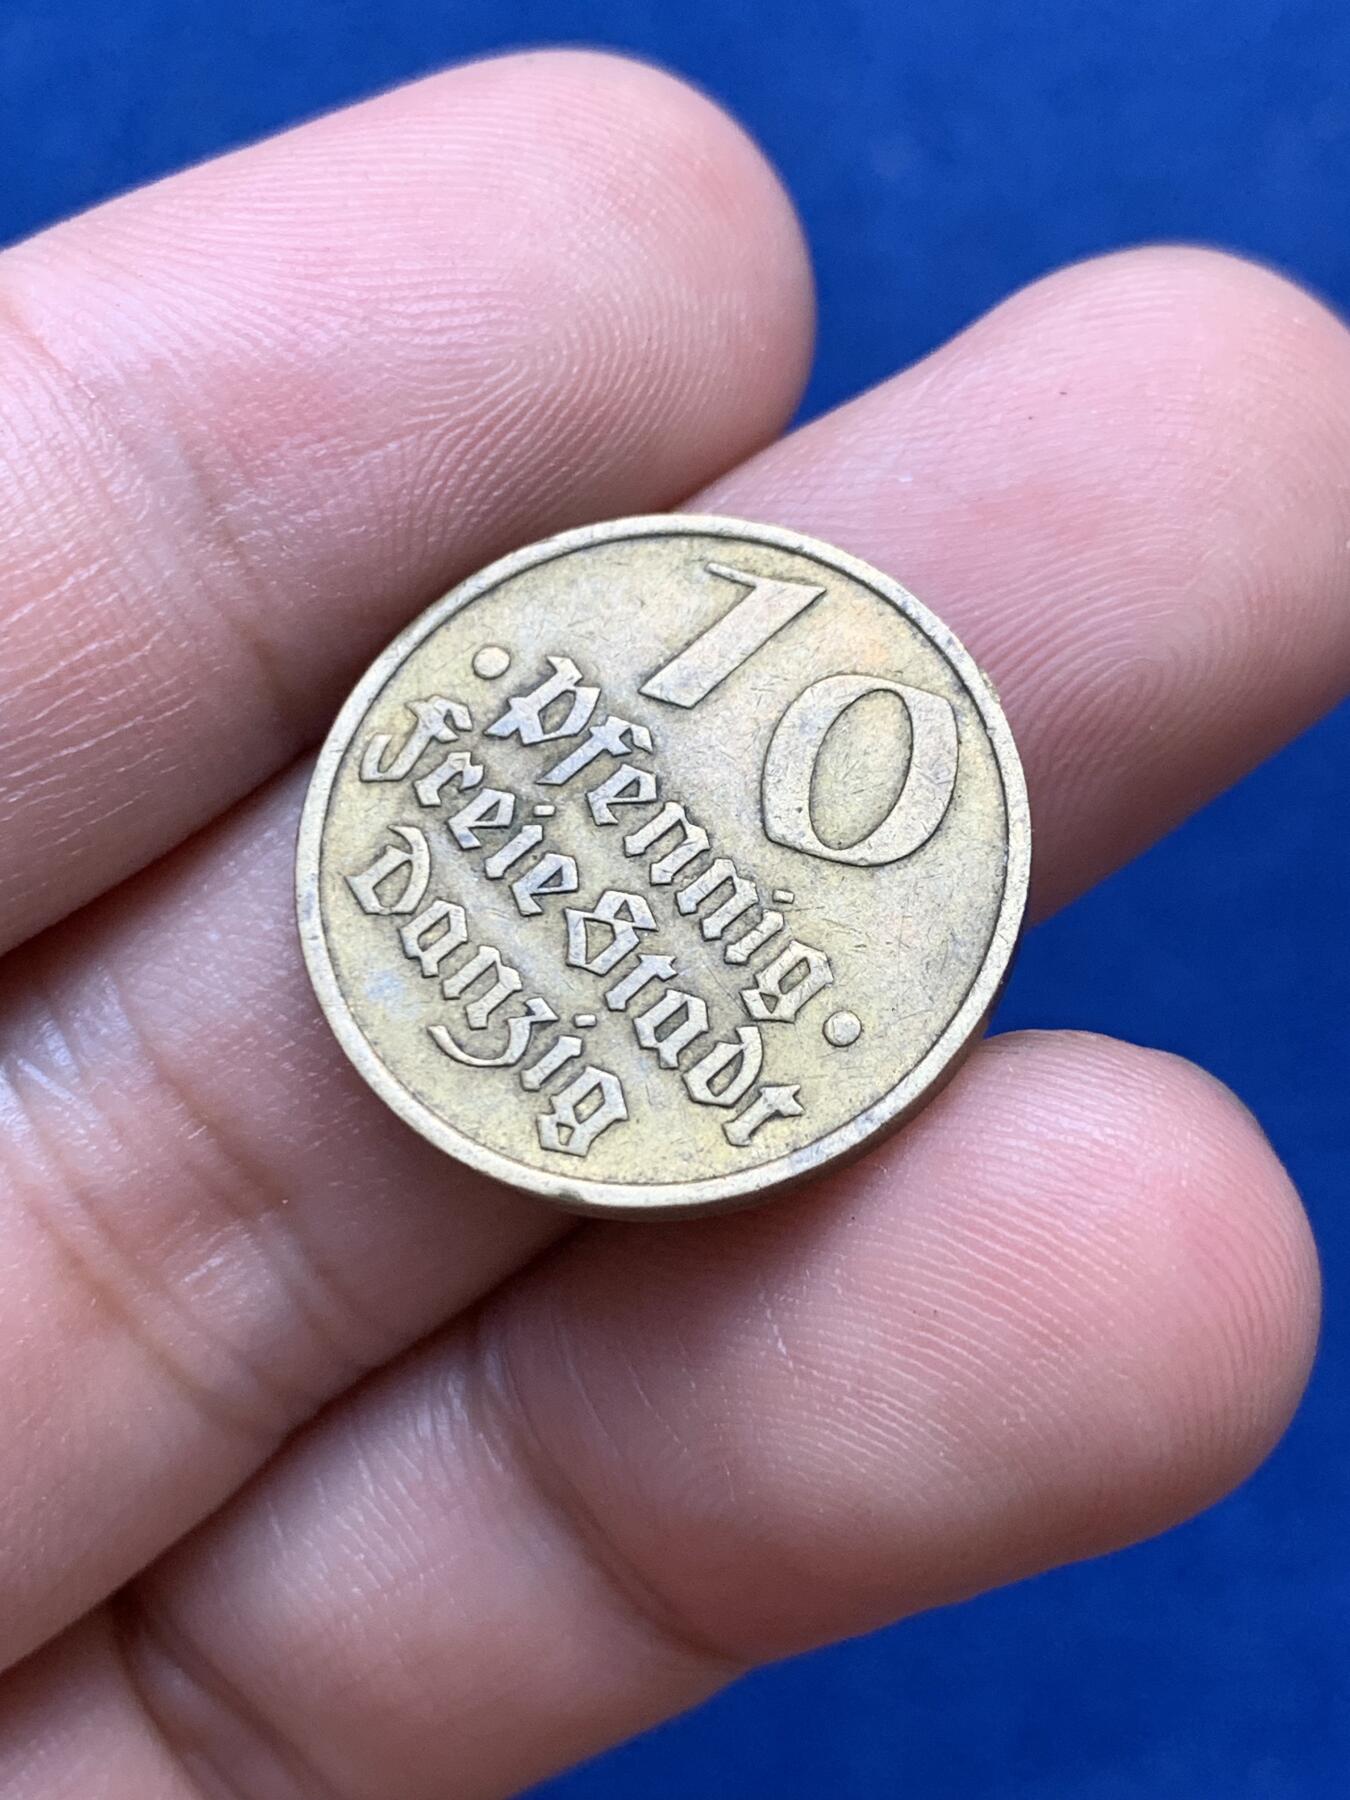 10
• Pfennig •
Freie Stadt
Danzig